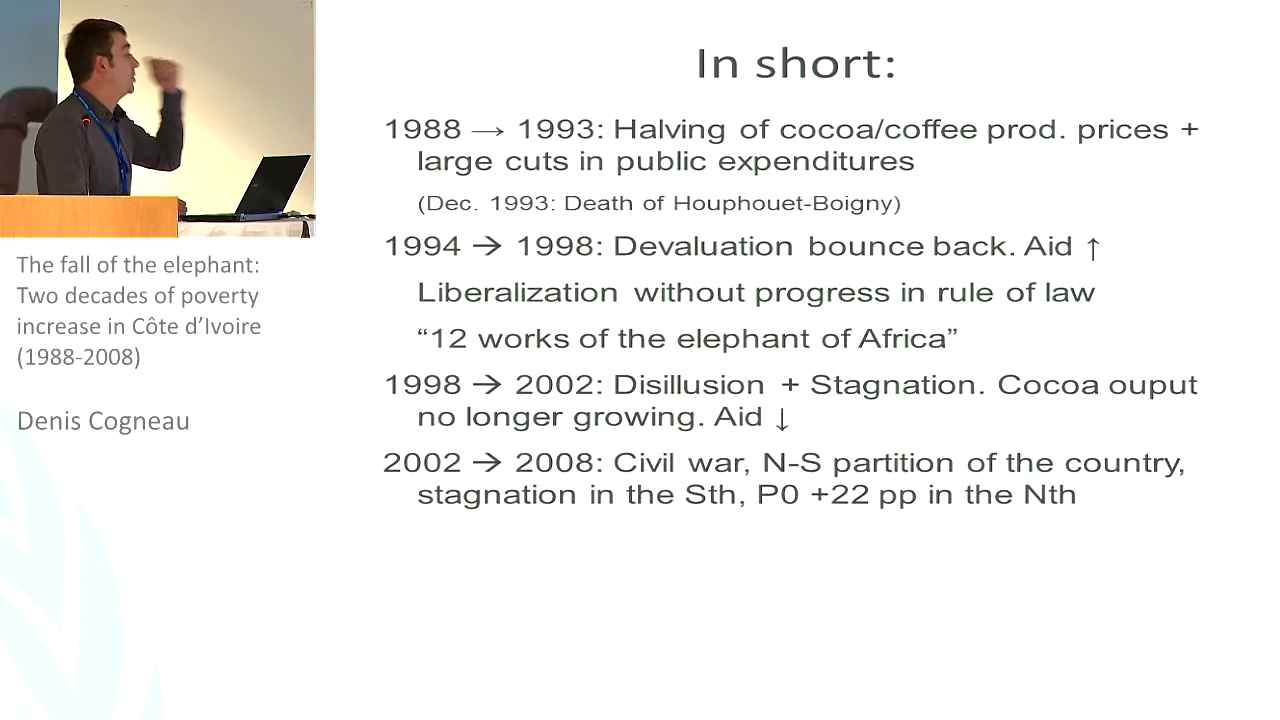 In short:
1988 → 1993: Halving of cocoa/coffee prod. prices +
large cuts in public expenditures
(Dec. 1993: Death of Houphouet-Boigny)
1994 → 1998: Devaluation bounce back. Aid ↑
Liberalization without progress in rule of law
“12 works of the elephant of Africa”
1998 → 2002: Disillusion + Stagnation. Cocoa ouput
no longer growing. Aid ↓
2002 → 2008: Civil war, N-S partition of the country,
stagnation in the Sth, P0 +22 pp in the Nth
The fall of the elephant:
Two decades of poverty
increase in Côte d’Ivoire
(1988-2008)
Denis Cogneau